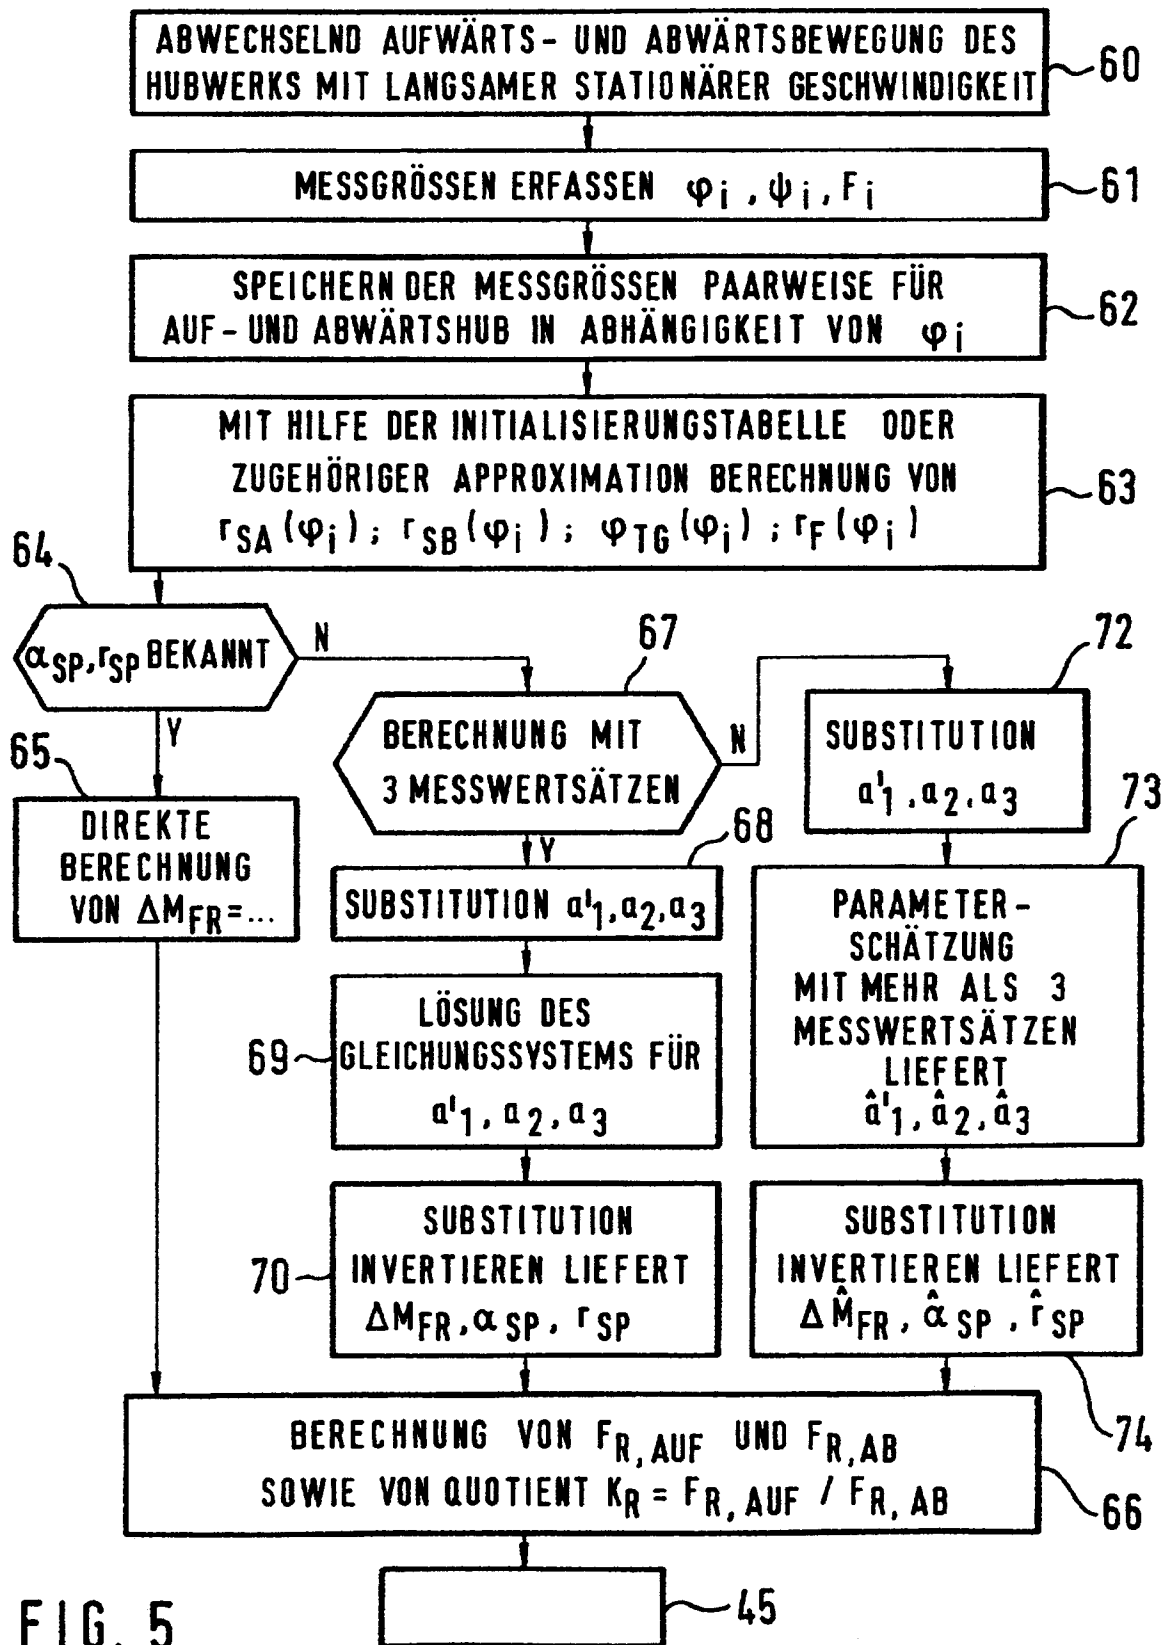 ABWECHSELND AUFWÄRTS- UND ABWÄRTSBEWEGUNG DES
HUBWERKS MIT LANGSAMER STATIONÄRER GESCHWINDIGKEIT
60
MESSGRÖSSEN ERFASSEN φi, ψi, Fi
61
SPEICHERN DER MESSGRÖSSEN PAARWEISE FÜR
AUF- UND ABWÄRTSHUB IN ABHÄNGIGKEIT VON φi
62
MIT HILFE DER INITIALISIERUNGSTABELLE ODER
ZUGEHÖRIGER APPROXIMATION BERECHNUNG VON
rSA(φi); rSB(φi); φTG(φi); rF(φi)
63
64
αSP, rSP BEKANNT
N
Y
65
DIREKTE
BERECHNUNG
VON ΔMFR=...
67
BERECHNUNG MIT
3 MESSWERTSÄTZEN
N
Y
68
SUBSTITUTION a'1, a2, a3
69
LÖSUNG DES
GLEICHUNGSSYSTEMS FÜR
a'1, a2, a3
70
SUBSTITUTION
INVERTIEREN LIEFERT
ΔMFR, αSP, rSP
72
SUBSTITUTION
a'1, a2, a3
73
PARAMETER-
SCHÄTZUNG
MIT MEHR ALS 3
MESSWERTSÄTZEN
LIEFERT
â'1, â2, â3
SUBSTITUTION
INVERTIEREN LIEFERT
ΔM̂FR, α̂SP, r̂SP
74
BERECHNUNG VON FR, AUF UND FR, AB
SOWIE VON QUOTIENT KR = FR, AUF / FR, AB
66
45
FIG. 5